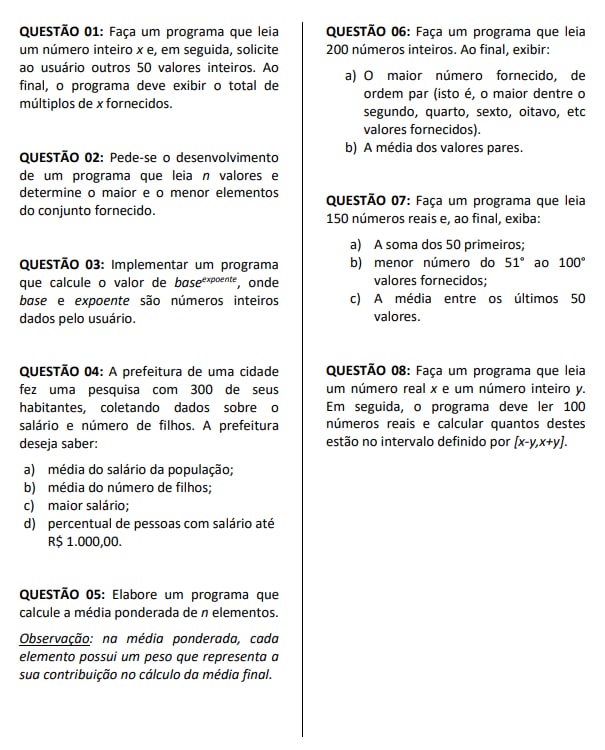 QUESTÃO 01: Faça um programa que leia
um número inteiro x e, em seguida, solicite
ao usuário outros 50 valores inteiros. Ao
final, o programa deve exibir o total de
múltiplos de x fornecidos.
QUESTÃO 02: Pede-se o desenvolvimento
de um programa que leia n valores e
determine o maior e o menor elementos
do conjunto fornecido.
QUESTÃO 03: Implementar um programa
que calcule o valor de base^expoente, onde
base e expoente são números inteiros
dados pelo usuário.
QUESTÃO 04: A prefeitura de uma cidade
fez uma pesquisa com 300 de seus
habitantes, coletando dados sobre o
salário e número de filhos. A prefeitura
deseja saber:
a) média do salário da população;
b) média do número de filhos;
c) maior salário;
d) percentual de pessoas com salário até
R$ 1.000,00.
QUESTÃO 05: Elabore um programa que
calcule a média ponderada de n elementos.
Observação: na média ponderada, cada
elemento possui um peso que representa a
sua contribuição no cálculo da média final.
QUESTÃO 06: Faça um programa que leia
200 números inteiros. Ao final, exibir:
a) O maior número fornecido, de
ordem par (isto é, o maior dentre o
segundo, quarto, sexto, oitavo, etc
valores fornecidos).
b) A média dos valores pares.
QUESTÃO 07: Faça um programa que leia
150 números reais e, ao final, exiba:
a) A soma dos 50 primeiros;
b) menor número do 51° ao 100°
valores fornecidos;
c) A média entre os últimos 50
valores.
QUESTÃO 08: Faça um programa que leia
um número real x e um número inteiro y.
Em seguida, o programa deve ler 100
números reais e calcular quantos destes
estão no intervalo definido por [x-y,x+y].